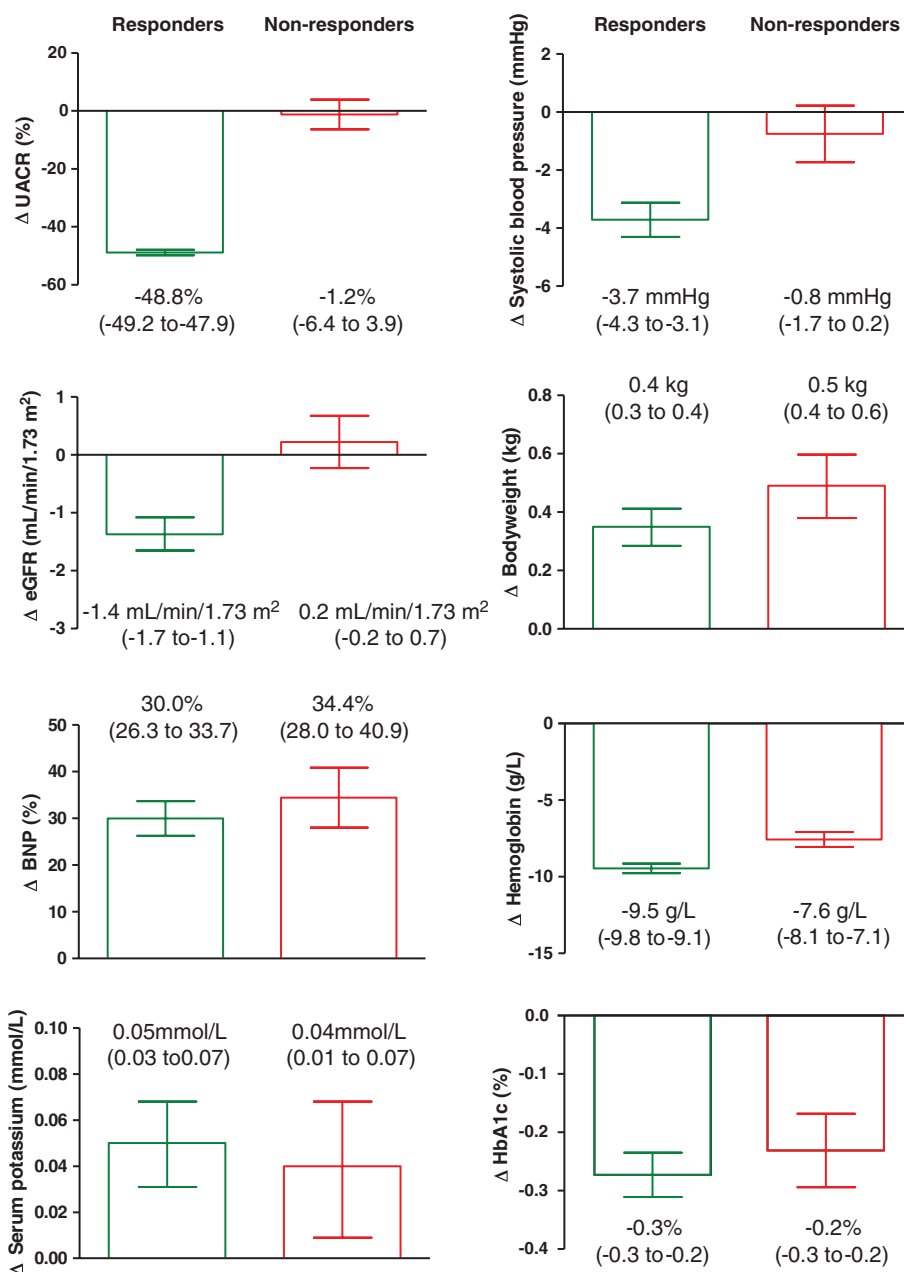 Responders Non-responders
20
0
-20
-40
-60
Δ UACR (%)
-48.8%
(-49.2 to-47.9)
-1.2%
(-6.4 to 3.9)
Responders Non-responders
2
0
-2
-4
-6
Δ Systolic blood pressure (mmHg)
-3.7 mmHg
(-4.3 to-3.1)
-0.8 mmHg
(-1.7 to 0.2)
1
0
-1
-2
-3
Δ eGFR (mL/min/1.73 m²)
-1.4 mL/min/1.73 m²
(-1.7 to-1.1)
0.2 mL/min/1.73 m²
(-0.2 to 0.7)
0.4 kg
(0.3 to 0.4)
0.5 kg
(0.4 to 0.6)
0.8
0.6
0.4
0.2
0.0
Δ Bodyweight (kg)
30.0%
(26.3 to 33.7)
34.4%
(28.0 to 40.9)
50
40
30
20
10
0
Δ BNP (%)
0
-5
-10
-15
Δ Hemoglobin (g/L)
-9.5 g/L
(-9.8 to-9.1)
-7.6 g/L
(-8.1 to-7.1)
0.05mmol/L
(0.03 to0.07)
0.04mmol/L
(0.01 to 0.07)
0.10
0.08
0.06
0.04
0.02
0.00
Δ Serum potassium (mmol/L)
0.0
-0.1
-0.2
-0.3
-0.4
Δ HbA1c (%)
-0.3%
(-0.3 to-0.2)
-0.2%
(-0.3 to-0.2)